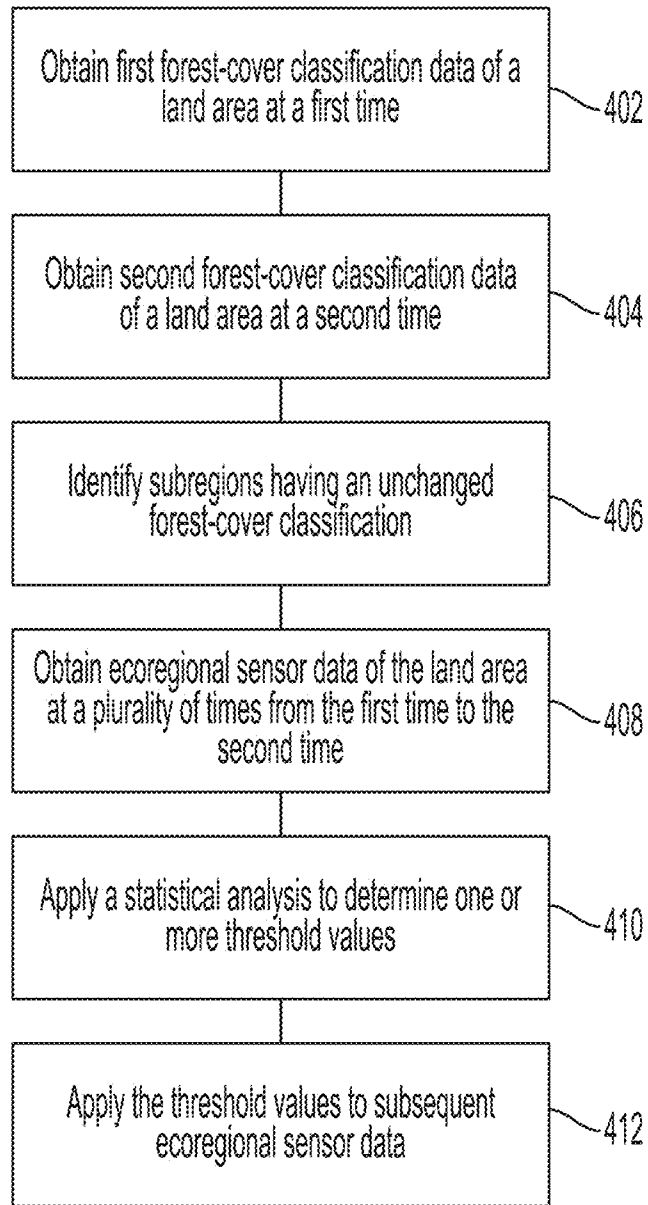 Obtain first forest-cover classification data of a
land area at a first time
402
Obtain second forest-cover classification data
of a land area at a second time
404
Identify subregions having an unchanged
forest-cover classification
406
Obtain ecoregional sensor data of the land area
at a plurality of times from the first time to the
second time
408
Apply a statistical analysis to determine one or
more threshold values
410
Apply the threshold values to subsequent
ecoregional sensor data
412